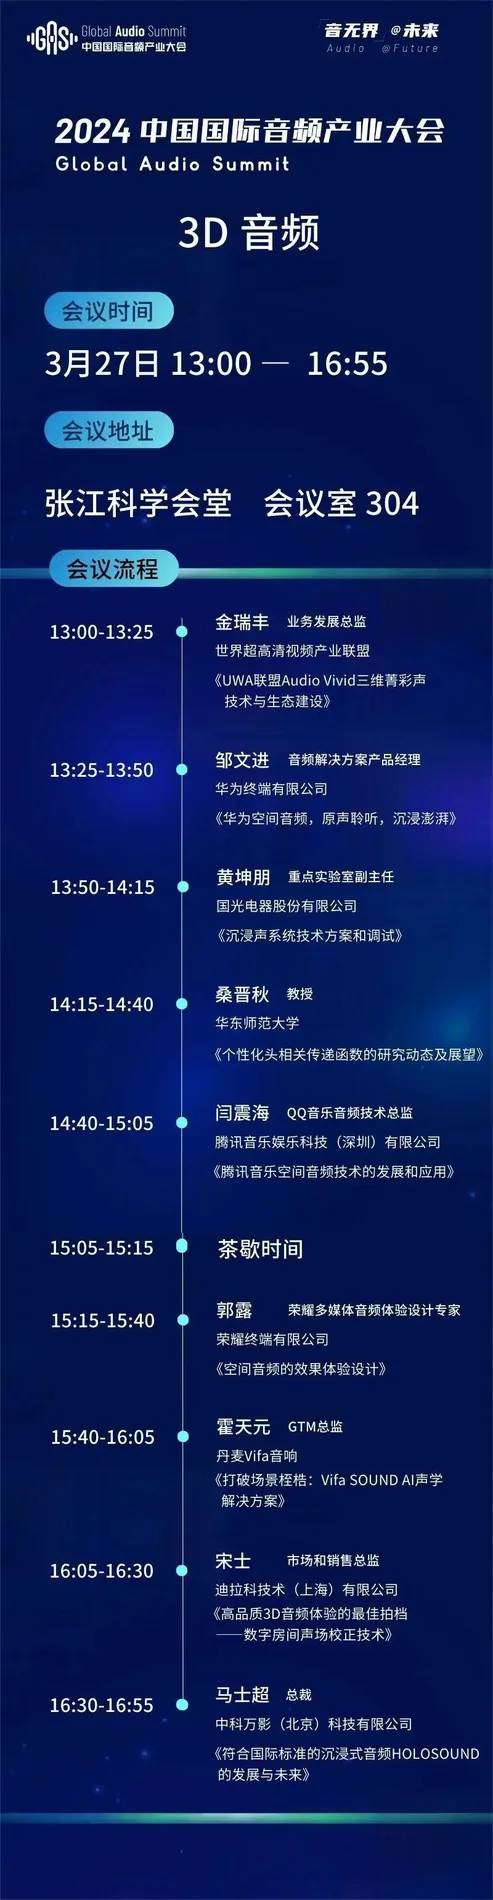 GAS Global Audio Summit
中国国际音频产业大会
音无界 @未来
Audio @Future
2024 中国国际音频产业大会
Global Audio Summit
3D 音频
会议时间
3月27日 13:00 — 16:55
会议地址
张江科学会堂 会议室 304
会议流程
13:00-13:25
金瑞丰 业务发展总监
世界超高清视频产业联盟
《UWA联盟Audio Vivid三维菁彩声
技术与生态建设》
13:25-13:50
邹文进 音频解决方案产品经理
华为终端有限公司
《华为空间音频，原声聆听，沉浸澎湃》
13:50-14:15
黄坤朋 重点实验室副主任
国光电器股份有限公司
《沉浸声系统技术方案和调试》
14:15-14:40
桑晋秋 教授
华东师范大学
《个性化头相关传递函数的研究动态及展望》
14:40-15:05
闫震海 QQ音乐音频技术总监
腾讯音乐娱乐科技（深圳）有限公司
《腾讯音乐空间音频技术的发展和应用》
15:05-15:15
茶歇时间
15:15-15:40
郭露 荣耀多媒体音频体验设计专家
荣耀终端有限公司
《空间音频的效果体验设计》
15:40-16:05
霍天元 GTM总监
丹麦Vifa音响
《打破场景桎梏：Vifa SOUND AI声学
解决方案》
16:05-16:30
宋士 市场和销售总监
迪拉科技术（上海）有限公司
《高品质3D音频体验的最佳拍档
——数字房间声场校正技术》
16:30-16:55
马士超 总裁
中科万影（北京）科技有限公司
《符合国际标准的沉浸式音频HOLOSOUND
的发展与未来》